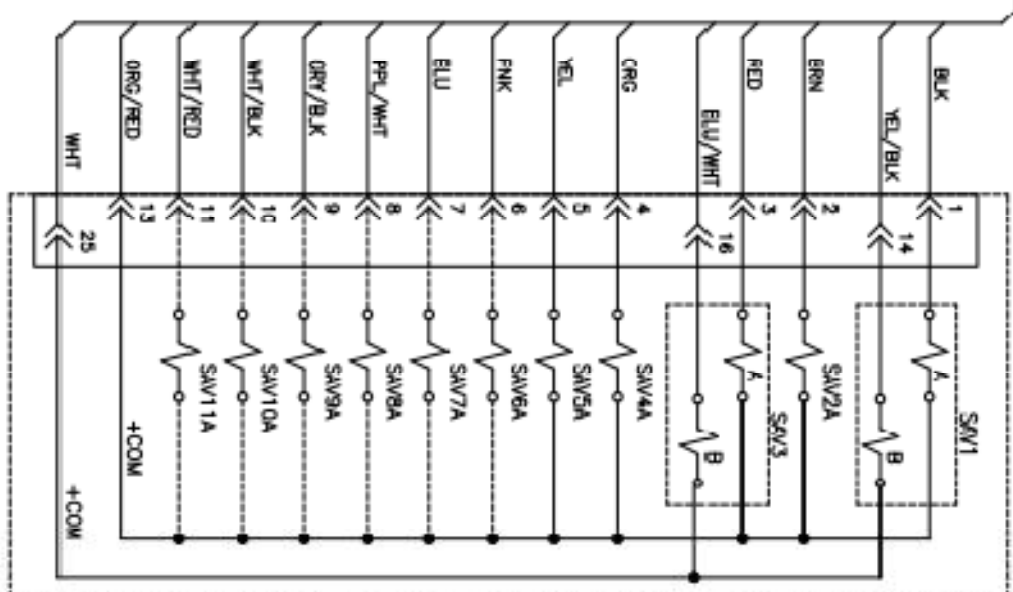 SAV1
BLK 1 A
YEL/BLK 14 B
BRN 2 SAV2A
SAV3
RED 3 A
BLU/WHT 16 B
ORG 4 SAV4A
YEL 5 SAV5A
PNK 6 SAV6A
BLU 7 SAV7A
PPL/WHT 8 SAV8A
GRY/BLK 9 SAV9A
WHT/BLK 10 SAV10A
WHT/RED 11 SAV11A
ORG/RED 13 +COM
WHT 25 +COM